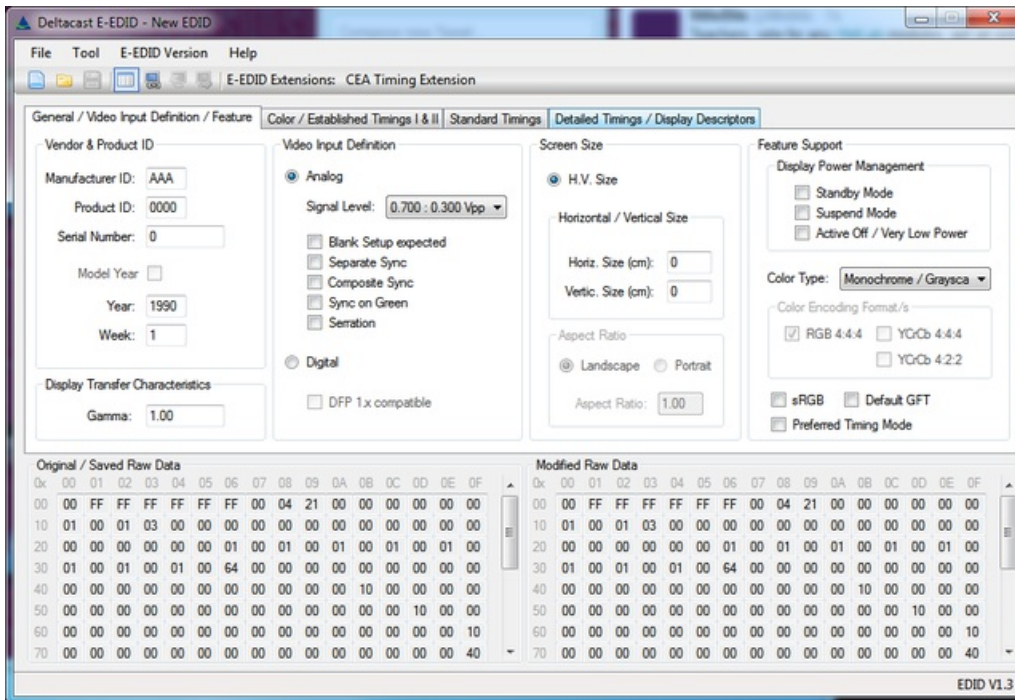 Deltacast E-EDID - New EDID
File Tool E-EDID Version Help
E-EDID Extensions: CEA Timing Extension
General / Video Input Definition / Feature Color / Established Timings I & II Standard Timings Detailed Timings / Display Descriptors
Vendor & Product ID
Manufacturer ID: AAA
Product ID: 0000
Serial Number: 0
Model Year
Year: 1990
Week: 1
Display Transfer Characteristics
Gamma: 1.00
Video Input Definition
Analog
Signal Level: 0.700 : 0.300 Vpp
Blank Setup expected
Separate Sync
Composite Sync
Sync on Green
Serration
Digital
DFP 1.x compatible
Screen Size
H.V. Size
Horizontal / Vertical Size
Horiz. Size (cm): 0
Vertic. Size (cm): 0
Aspect Ratio
Landscape Portrait
Aspect Ratio: 1.00
Feature Support
Display Power Management
Standby Mode
Suspend Mode
Active Off / Very Low Power
Color Type: Monochrome / Graysca
Color Encoding Format/s
RGB 4:4:4 YCrCb 4:4:4
YCrCb 4:2:2
sRGB Default GFT
Preferred Timing Mode
Original / Saved Raw Data
0x 00 01 02 03 04 05 06 07 08 09 0A 0B 0C 0D 0E 0F
00 00 FF FF FF FF FF FF 00 04 21 00 00 00 00 00 00
10 01 00 01 03 00 00 00 00 00 00 00 00 00 00 00 00
20 00 00 00 00 00 00 01 00 01 00 01 00 01 00 01 00
30 01 00 01 00 01 00 64 00 00 00 00 00 00 00 00 00
40 00 00 00 00 00 00 00 00 00 00 00 10 00 00 00 00
50 00 00 00 00 00 00 00 00 00 00 00 00 00 10 00 00
60 00 00 00 00 00 00 00 00 00 00 00 00 00 00 00 10
70 00 00 00 00 00 00 00 00 00 00 00 00 00 00 00 40
Modified Raw Data
0x 00 01 02 03 04 05 06 07 08 09 0A 0B 0C 0D 0E 0F
00 00 FF FF FF FF FF FF 00 04 21 00 00 00 00 00 00
10 01 00 01 03 00 00 00 00 00 00 00 00 00 00 00 00
20 00 00 00 00 00 00 01 00 01 00 01 00 01 00 01 00
30 01 00 01 00 01 00 64 00 00 00 00 00 00 00 00 00
40 00 00 00 00 00 00 00 00 00 00 00 10 00 00 00 00
50 00 00 00 00 00 00 00 00 00 00 00 00 00 10 00 00
60 00 00 00 00 00 00 00 00 00 00 00 00 00 00 00 10
70 00 00 00 00 00 00 00 00 00 00 00 00 00 00 00 40
EDID V1.3